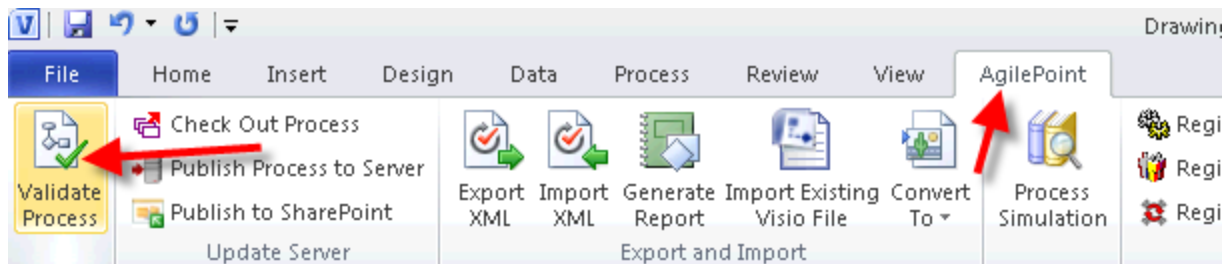 Drawing
File Home Insert Design Data Process Review View AgilePoint
Check Out Process
Publish Process to Server
Publish to SharePoint
Validate Process
Export XML
Import XML
Generate Report
Import Existing Visio File
Convert To
Process Simulation
Regi
Regi
Regi
Update Server
Export and Import